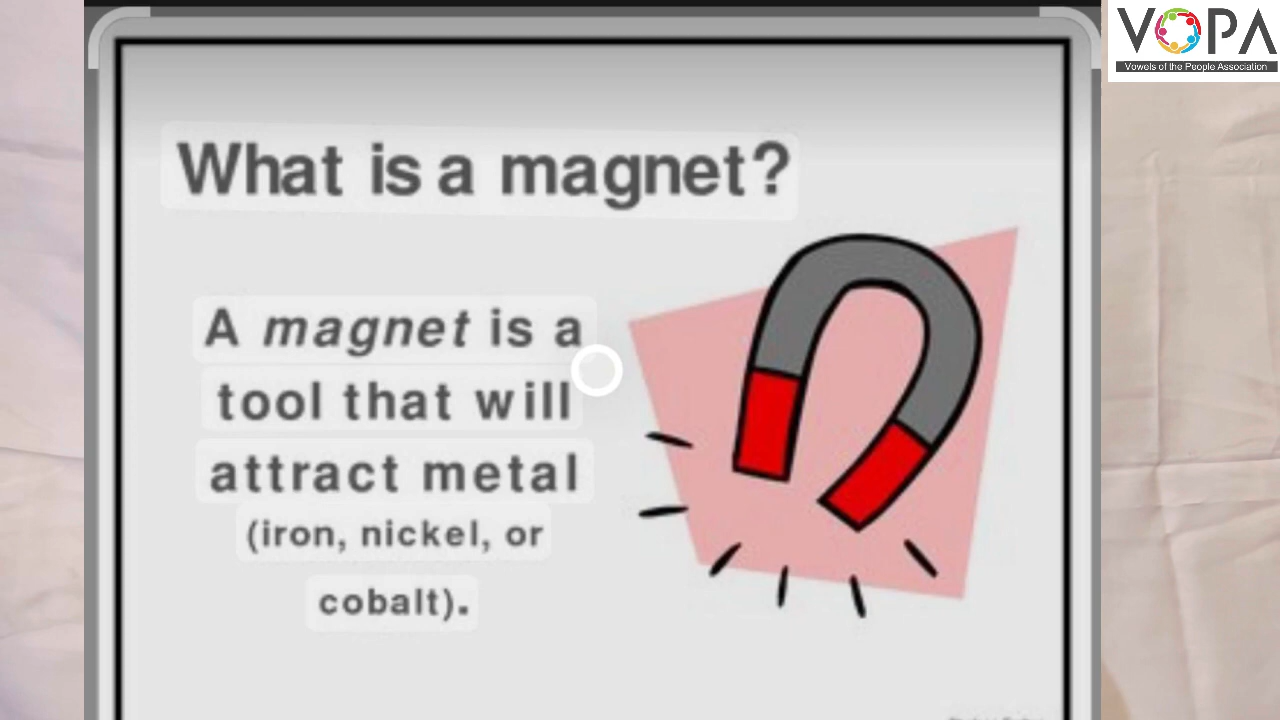 VOPA
Vowels of the People Association
What is a magnet?
A magnet is a
tool that will
attract metal
(iron, nickel, or
cobalt).